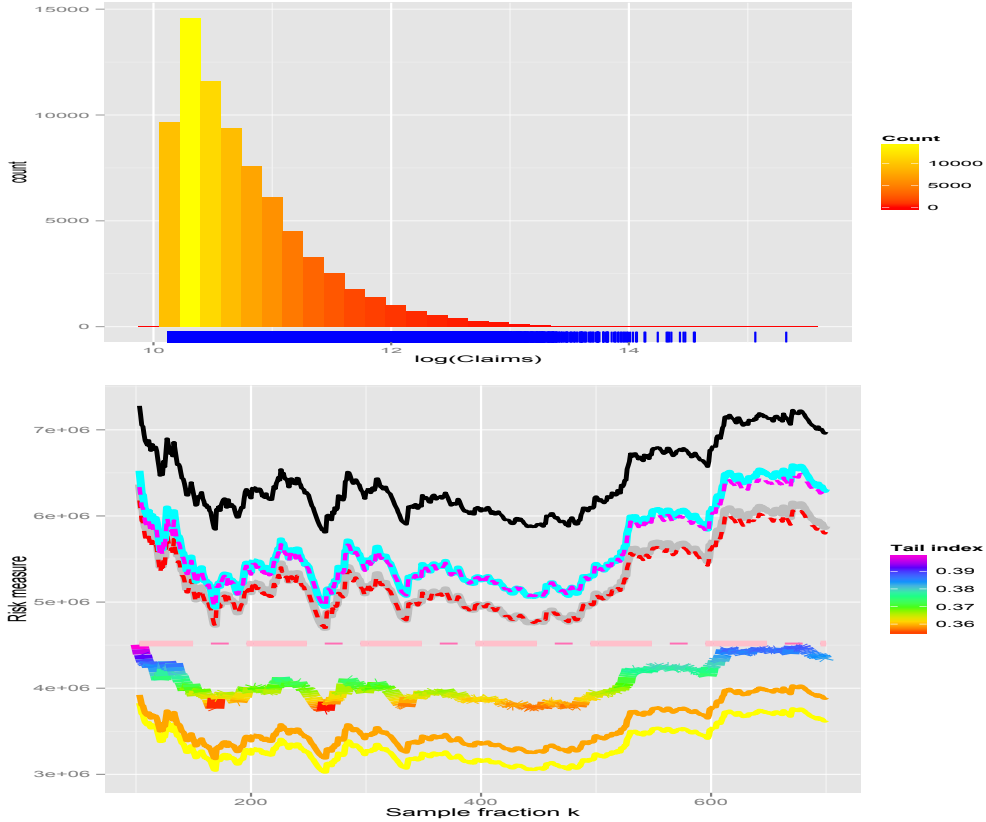 15000
10000
5000
0
count
10
12
14
log(Claims)
Count
10000
5000
0
7e+06
6e+06
5e+06
4e+06
3e+06
Risk measure
200
400
600
Sample fraction k
Tail index
0.39
0.38
0.37
0.36